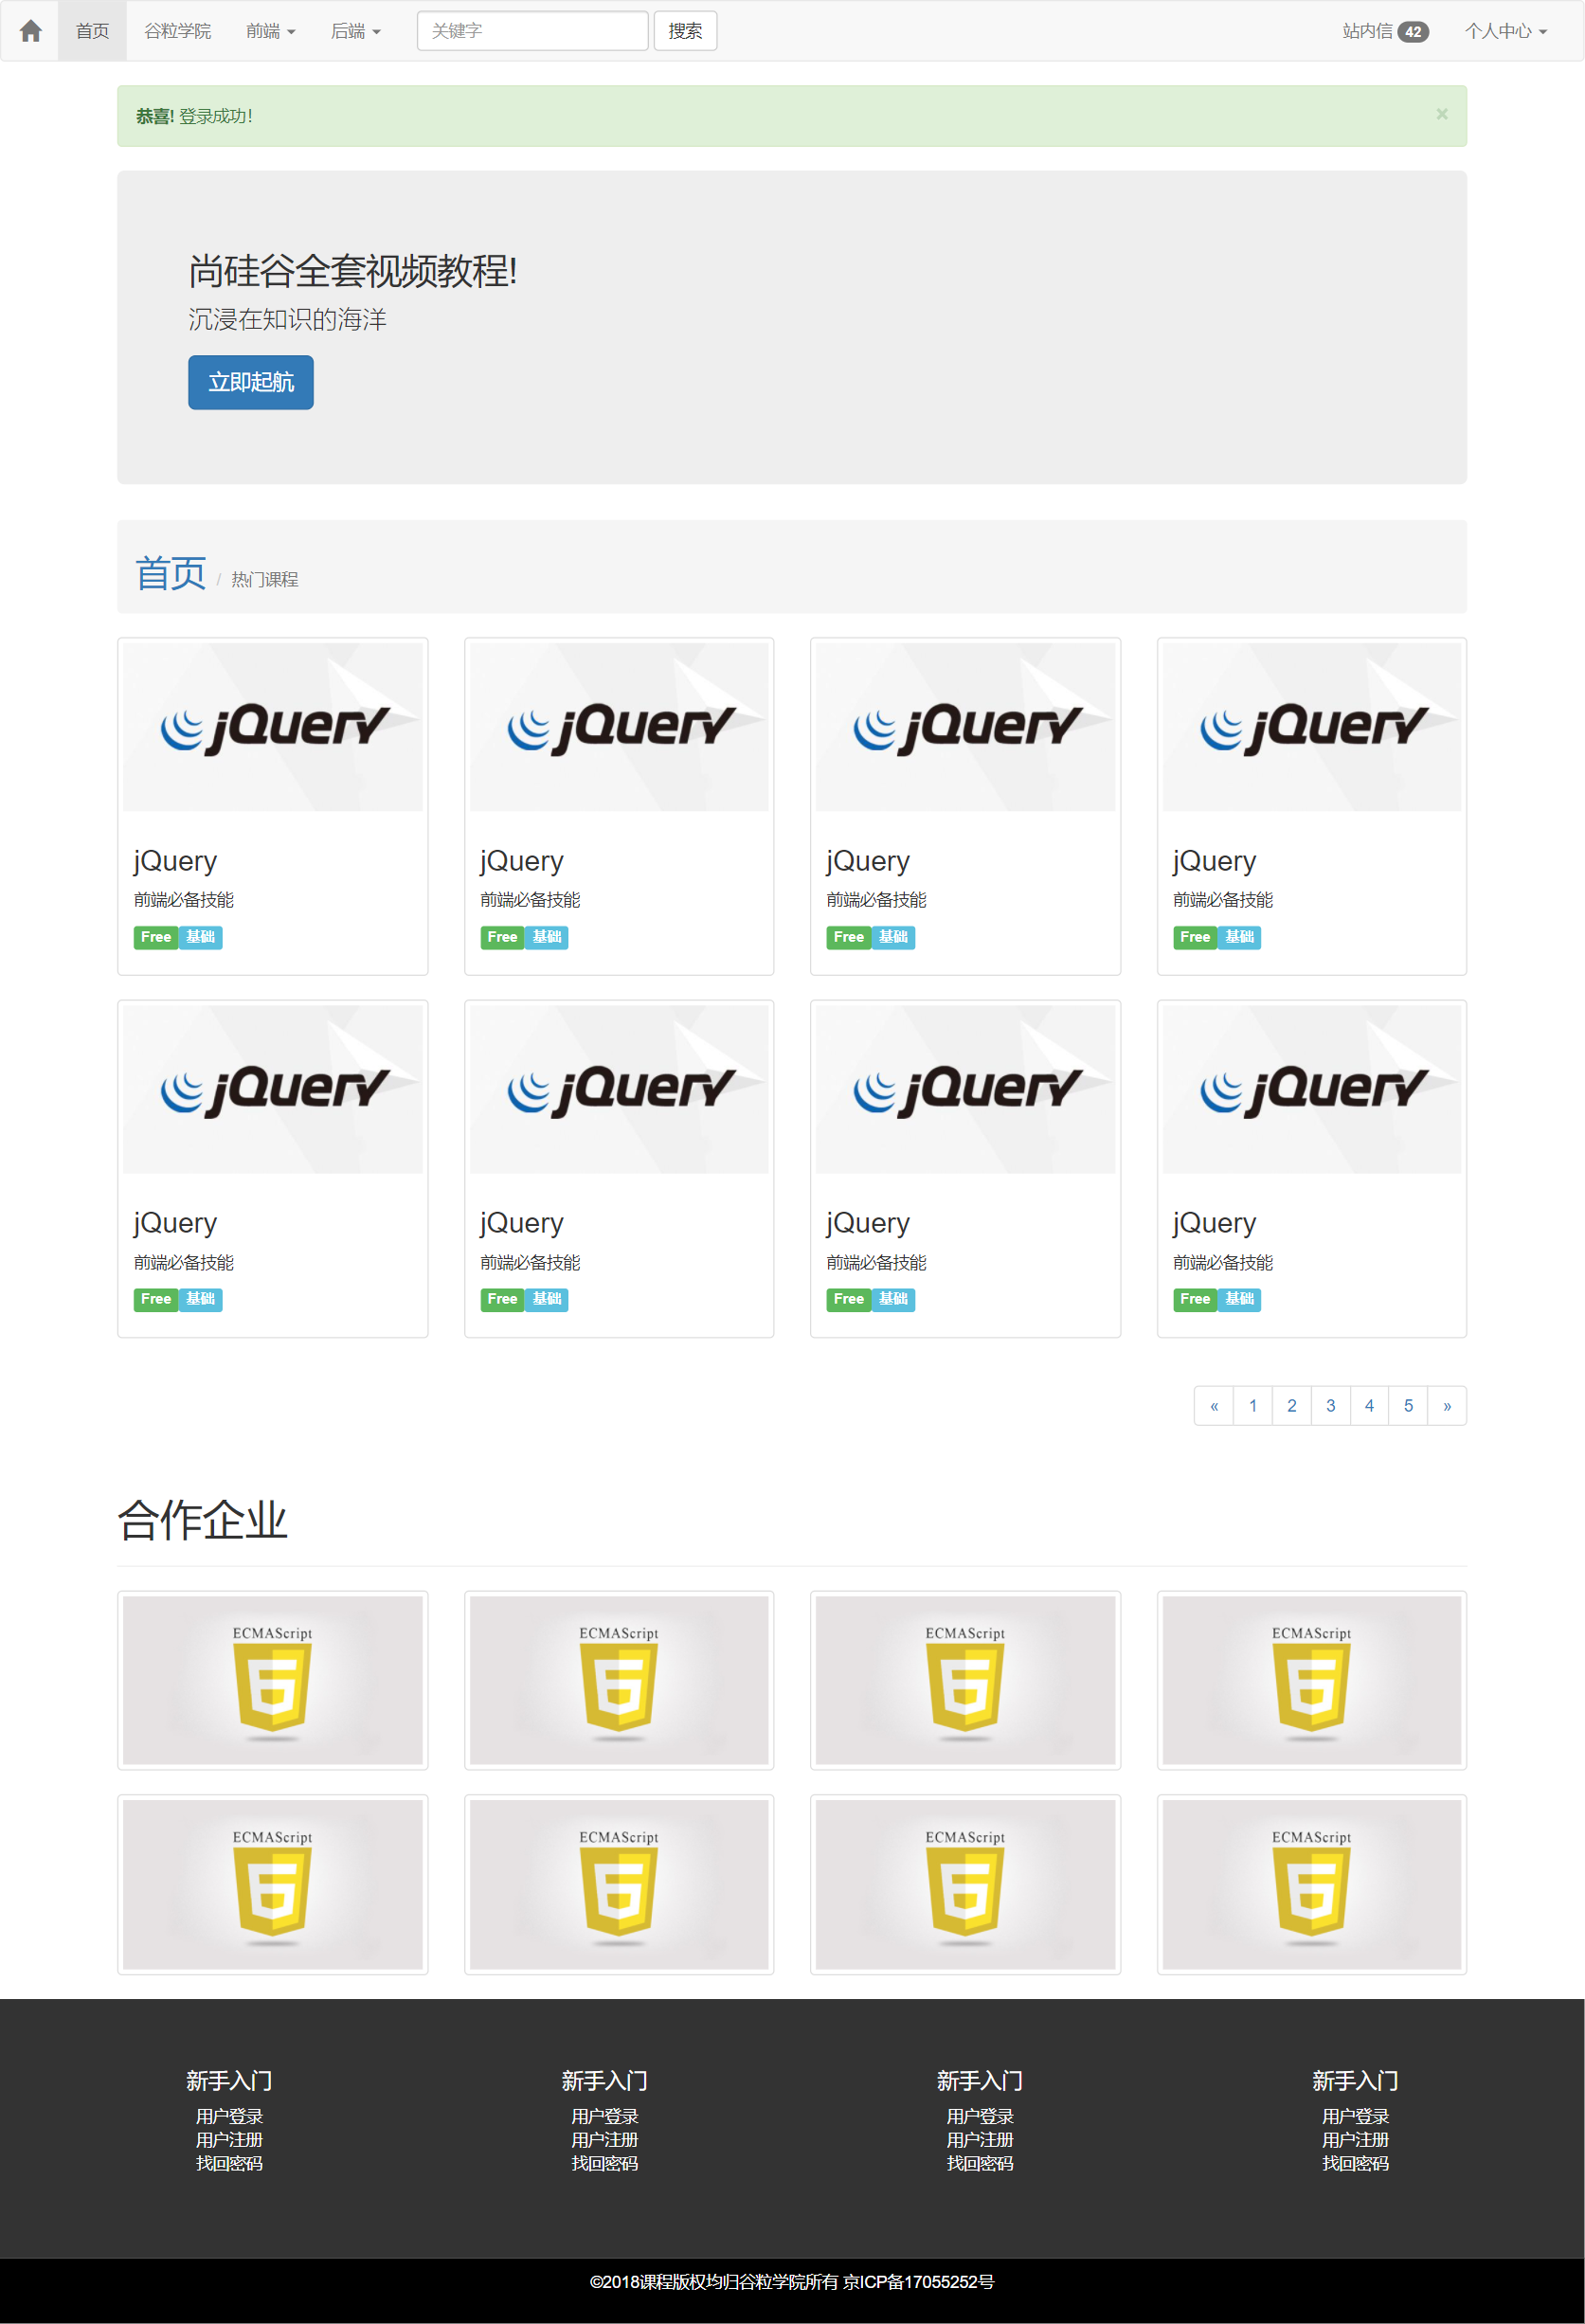 首页 谷粒学院 前端 后端 关键字 搜索 站内信 42 个人中心
恭喜! 登录成功! ×
尚硅谷全套视频教程!
沉浸在知识的海洋
立即起航
首页 / 热门课程
jQuery jQuery jQuery jQuery
jQuery jQuery jQuery jQuery
前端必备技能 前端必备技能 前端必备技能 前端必备技能
Free 基础 Free 基础 Free 基础 Free 基础
jQuery jQuery jQuery jQuery
jQuery jQuery jQuery jQuery
前端必备技能 前端必备技能 前端必备技能 前端必备技能
Free 基础 Free 基础 Free 基础 Free 基础
« 1 2 3 4 5 »
合作企业
ECMAScript ECMAScript ECMAScript ECMAScript
6 6 6 6
ECMAScript ECMAScript ECMAScript ECMAScript
6 6 6 6
新手入门 新手入门 新手入门 新手入门
用户登录 用户登录 用户登录 用户登录
用户注册 用户注册 用户注册 用户注册
找回密码 找回密码 找回密码 找回密码
©2018课程版权均归谷粒学院所有 京ICP备17055252号